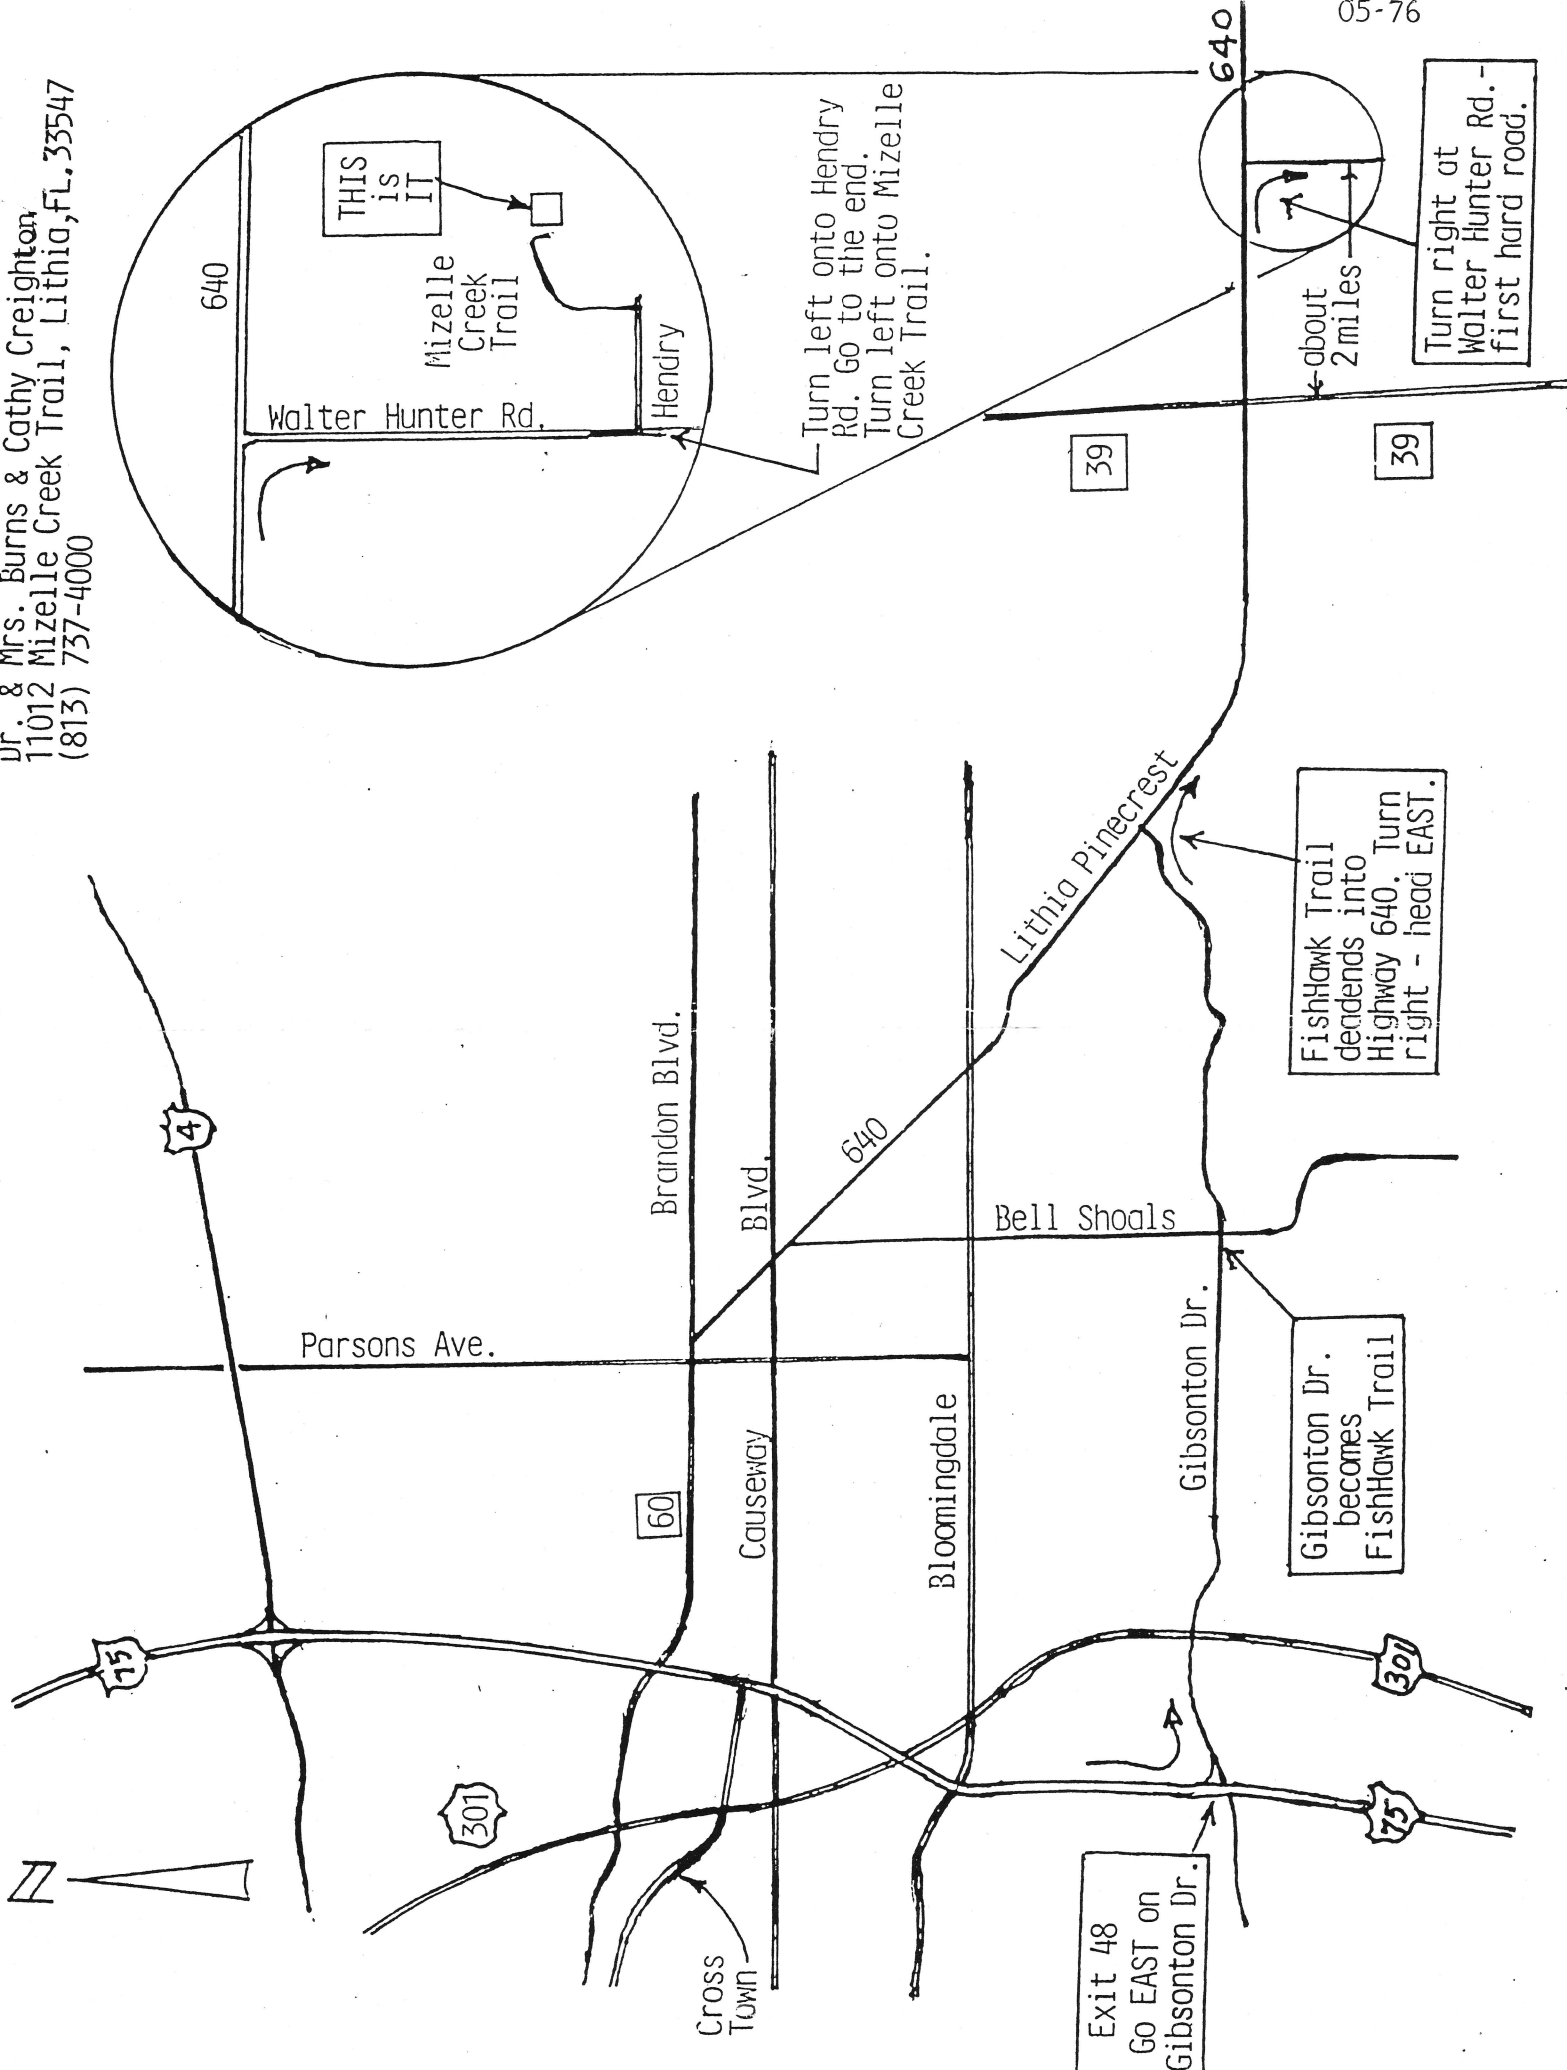 05-76
Dr. & Mrs. Burns & Cathy Creighton
11012 Mizelle Creek Trail, Lithia, FL. 33547
(813) 737-4000
N
75
4
301
640
THIS
is
IT
Mizelle
Creek
Trail
Walter Hunter Rd.
Hendry
Turn left onto Hendry
Rd. Go to the end.
Turn left onto Mizelle
Creek Trail.
Parsons Ave.
60
Brandon Blvd.
Cross
Town
Causeway
Blvd.
640
Bloomingdale
Bell Shoals
Lithia Pinecrest
39
39
640
Gibsonton Dr.
Exit 48
Go EAST on
Gibsonton Dr.
Gibsonton Dr.
becomes
FishHawk Trail
FishHawk Trail
deadends into
Highway 640. Turn
right - head EAST.
about
2 miles
Turn right at
Walter Hunter Rd.-
first hard road.
75
301